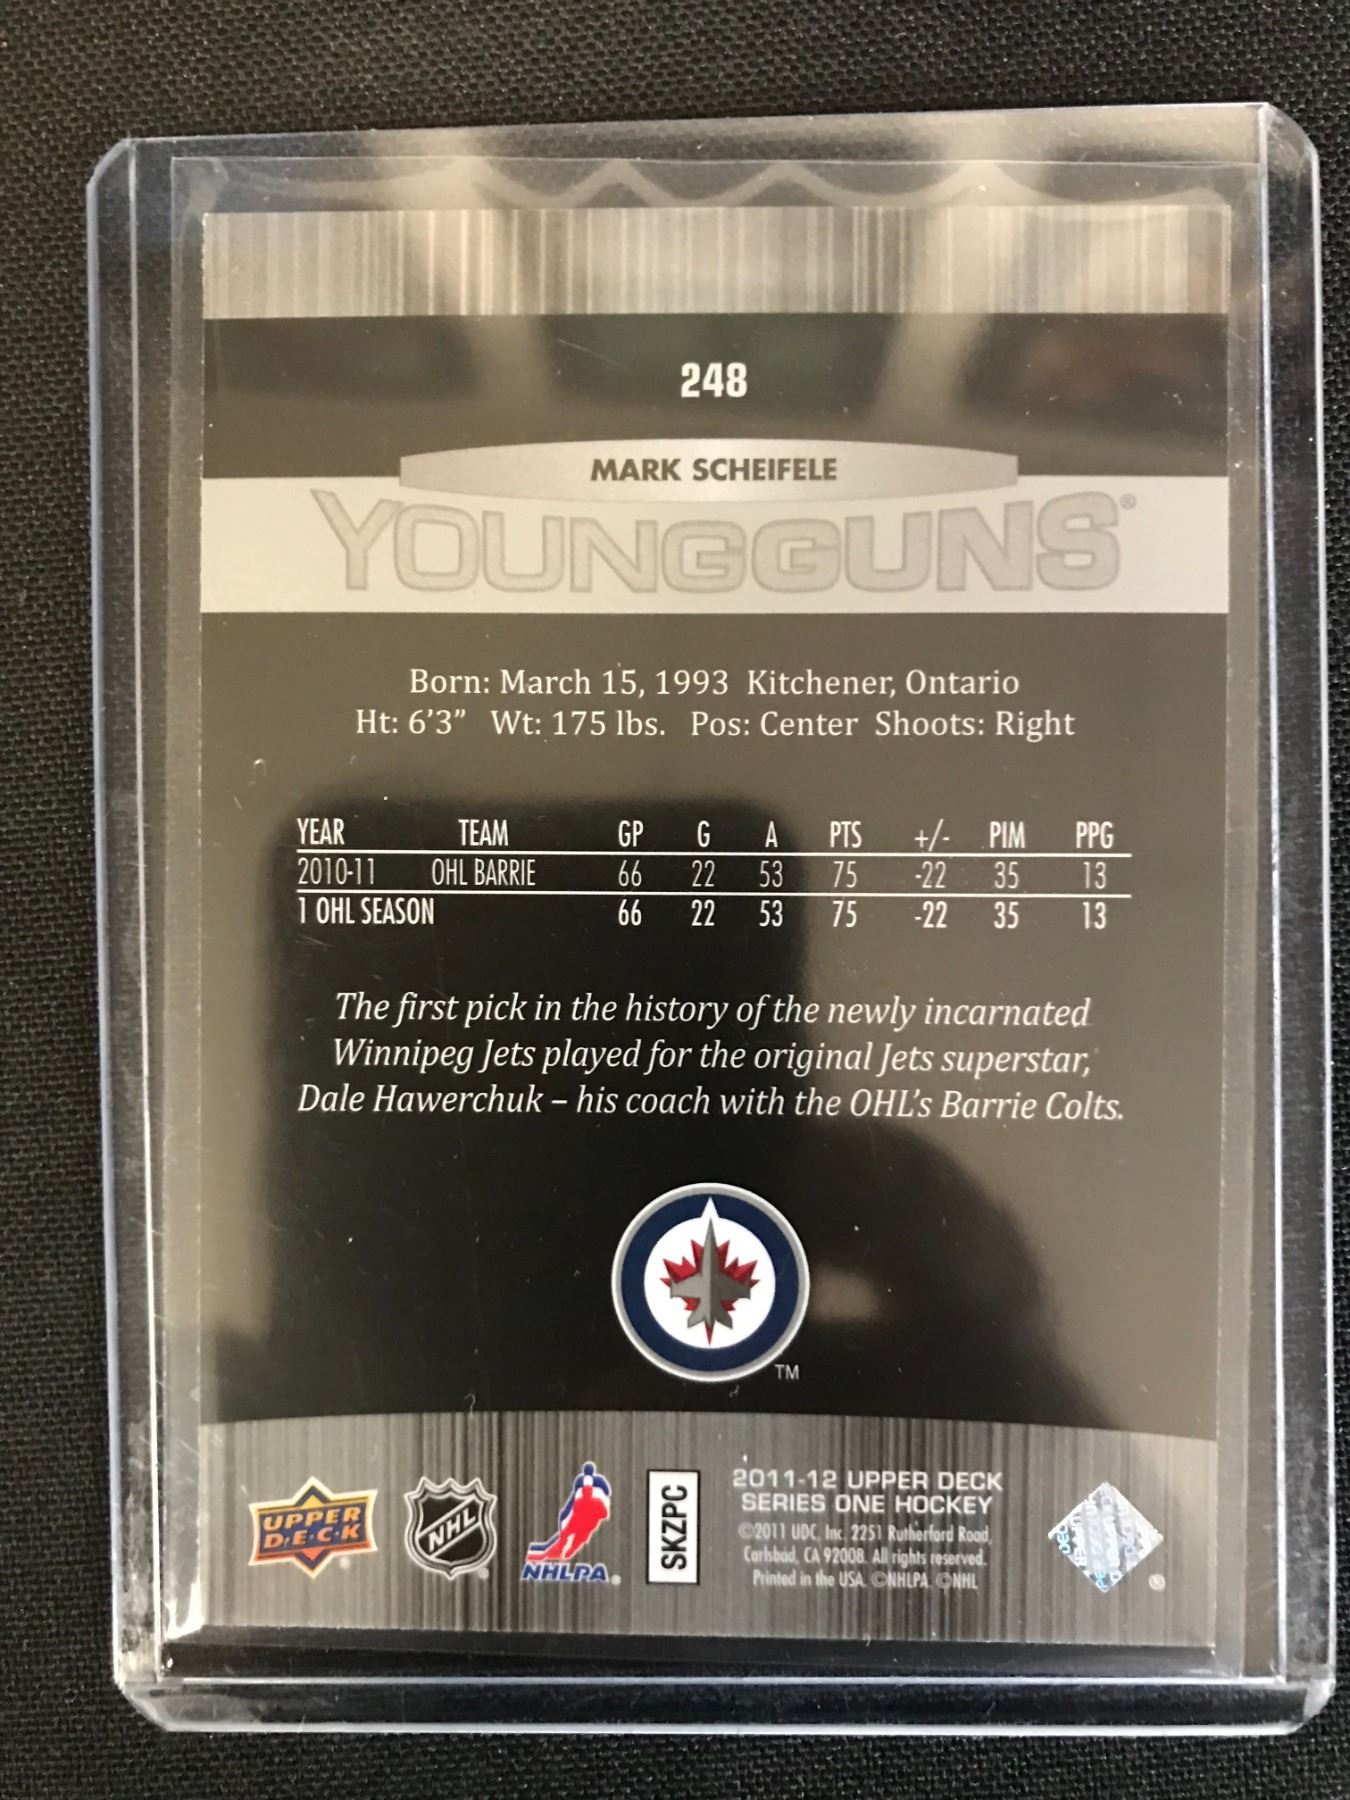 248
MARK SCHEIFELE
YOUNGGUNS®
Born: March 15, 1993 Kitchener, Ontario
Ht: 6'3” Wt: 175 lbs. Pos: Center Shoots: Right
YEAR TEAM GP G A PTS +/- PIM PPG
2010-11 OHL BARRIE 66 22 53 75 -22 35 13
1 OHL SEASON 66 22 53 75 -22 35 13
The first pick in the history of the newly incarnated
Winnipeg Jets played for the original Jets superstar,
Dale Hawerchuk – his coach with the OHL's Barrie Colts.
TM
UPPER
D·E·C·K
NHL
NHLPA
SKZPC
2011-12 UPPER DECK
SERIES ONE HOCKEY
©2011 UDC, Inc. 2251 Rutherford Road,
Carlsbad, CA 92008. All rights reserved.
Printed in the USA. ©NHLPA. ©NHL